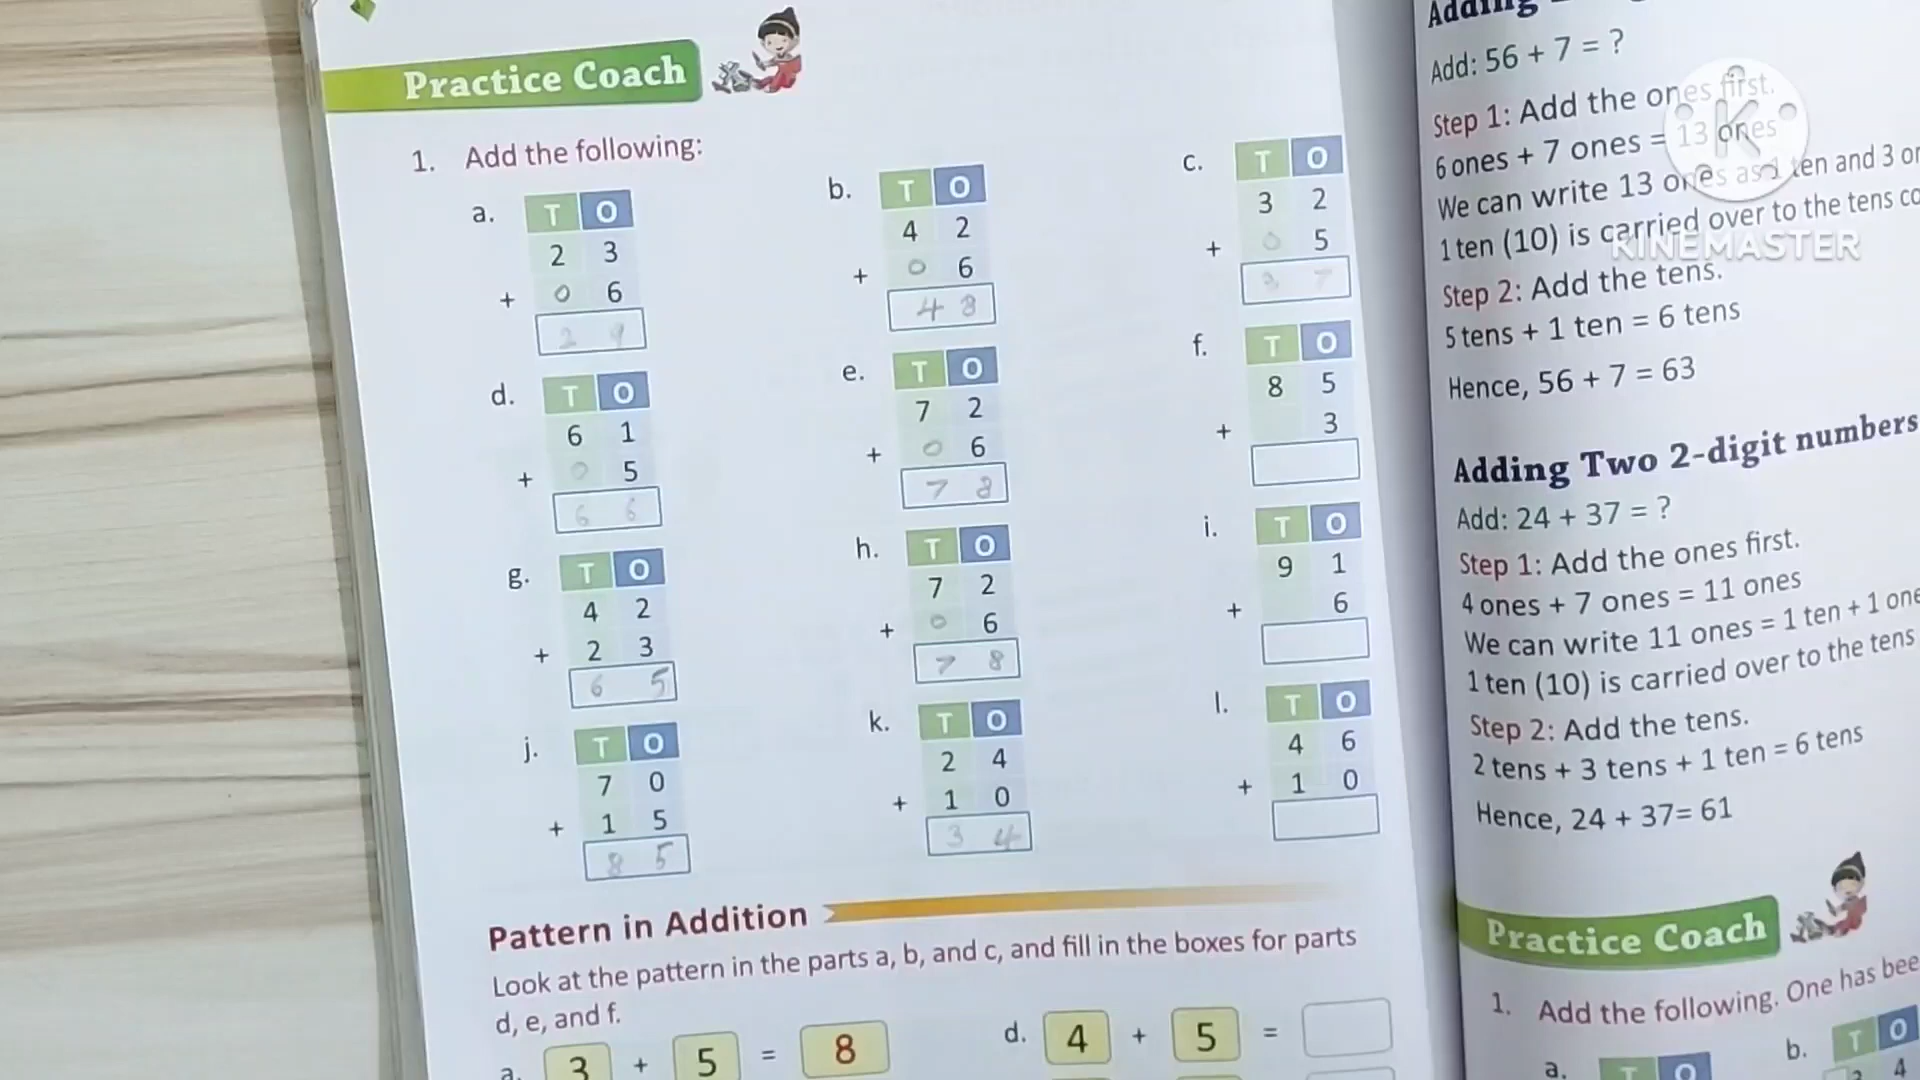 Practice Coach
1. Add the following:
a. T O
2 3
+ 0 6
2 9
b. T O
4 2
+ 0 6
4 8
c. T O
3 2
+ 0 5
3 7
d. T O
6 1
+ 0 5
6 6
e. T O
7 2
+ 0 6
7 8
f. T O
8 5
+ 3
g. T O
4 2
+ 2 3
6 5
h. T O
7 2
+ 0 6
7 8
i. T O
9 1
+ 6
j. T O
7 0
+ 1 5
8 5
k. T O
2 4
+ 1 0
3 4
l. T O
4 6
+ 1 0
Pattern in Addition
Look at the pattern in the parts a, b, and c, and fill in the boxes for parts
d, e, and f.
a. 3 + 5 = 8
d. 4 + 5 =
Adding
Add: 56 + 7 = ?
Step 1: Add the ones first.
6 ones + 7 ones = 13 ones
We can write 13 ones as 1 ten and 3
1 ten (10) is carried over to the tens
Step 2: Add the tens.
5 tens + 1 ten = 6 tens
Hence, 56 + 7 = 63
Adding Two 2-digit numbers
Add: 24 + 37 = ?
Step 1: Add the ones first.
4 ones + 7 ones = 11 ones
We can write 11 ones = 1 ten + 1 one
1 ten (10) is carried over to the tens
Step 2: Add the tens.
2 tens + 3 tens + 1 ten = 6 tens
Hence, 24 + 37= 61
Practice Coach
1. Add the following. One has bee
a. T O
b. T O
4
K
KINEMASTER